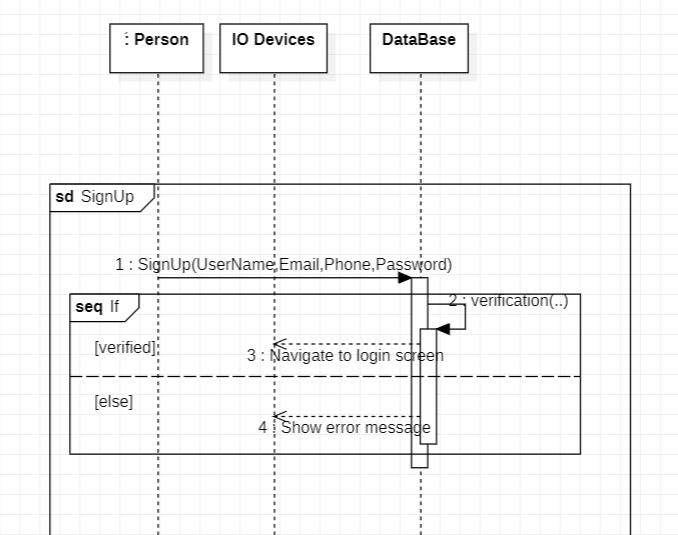 : Person
IO Devices
DataBase
sd SignUp
1 : SignUp(UserName,Email,Phone,Password)
seq If
2 : verification(..)
[verified]
3 : Navigate to login screen
[else]
4 : Show error message